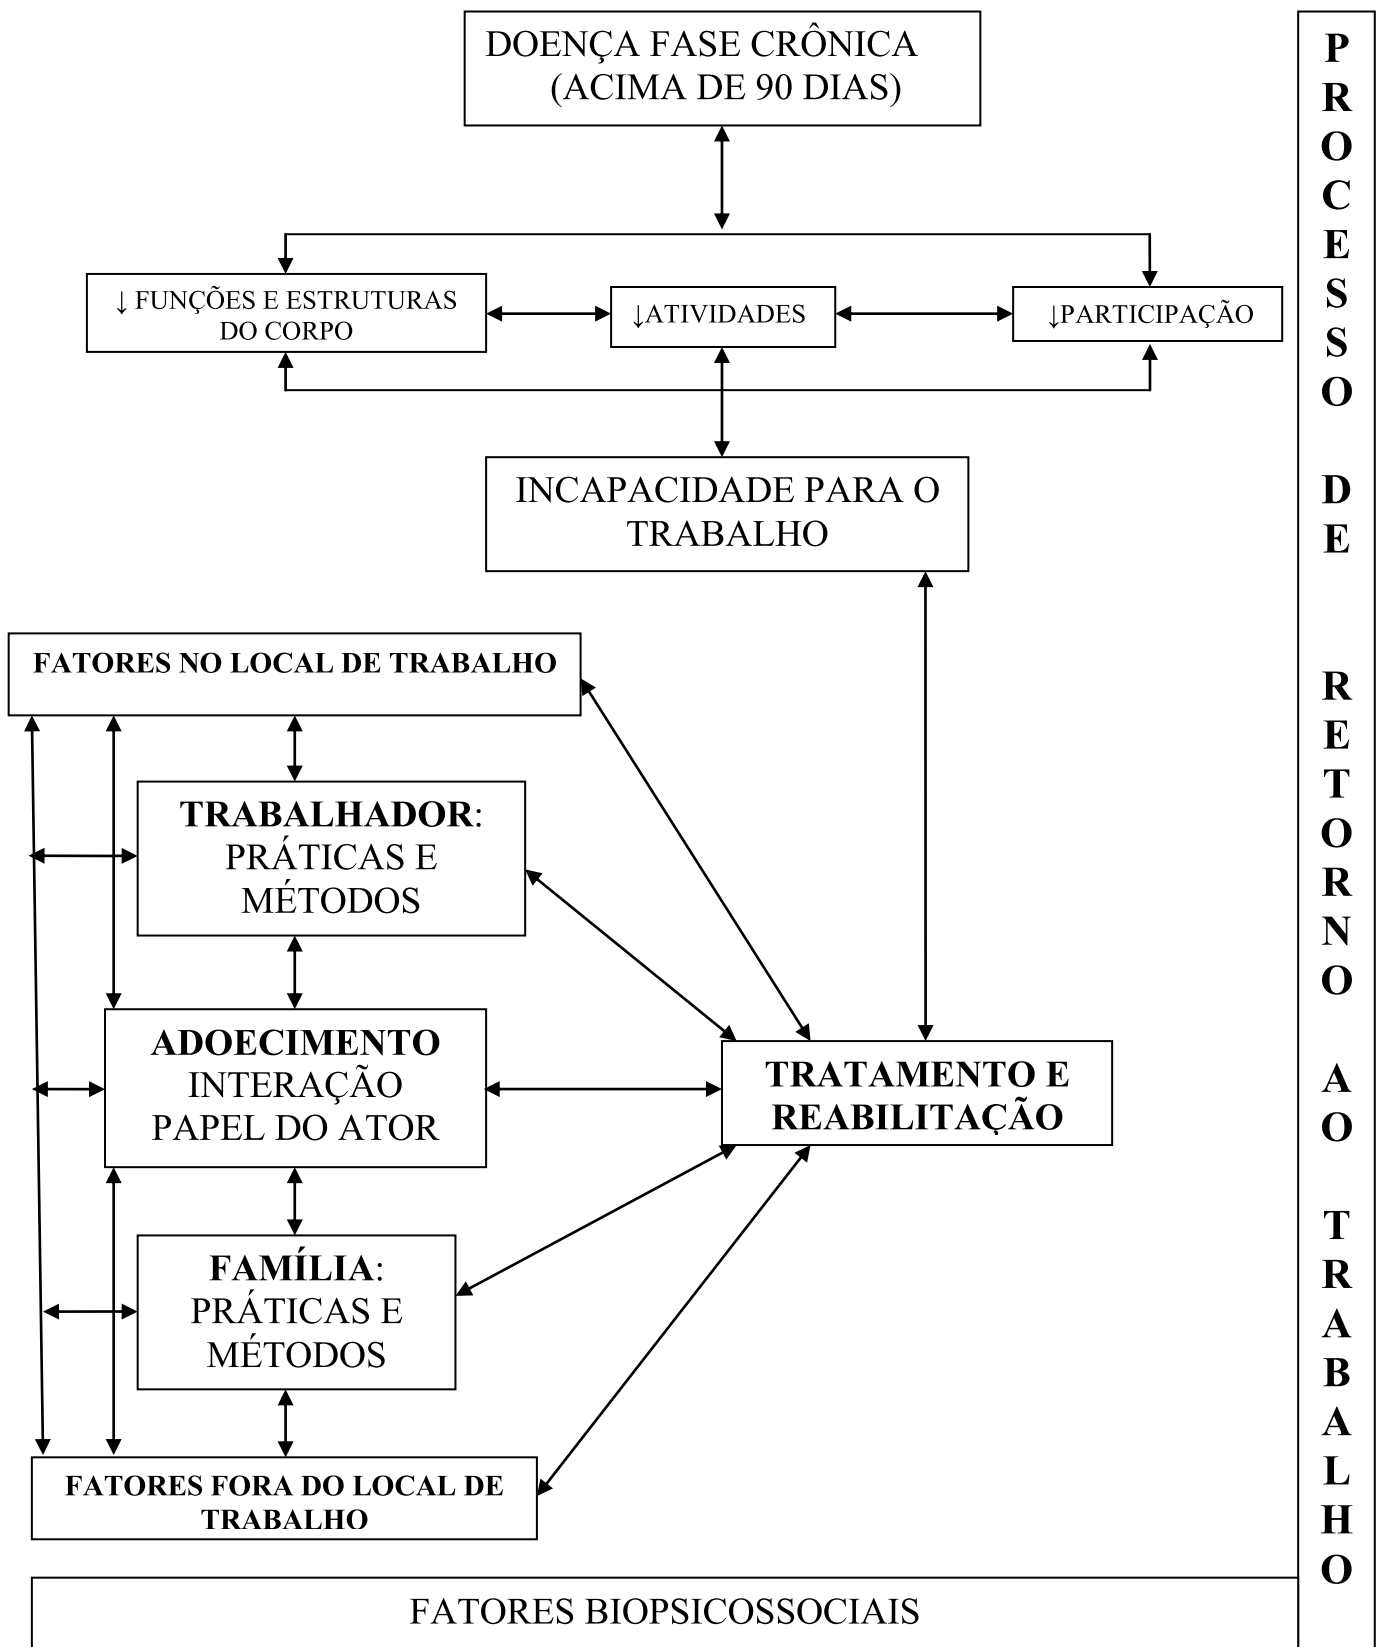 DOENÇA FASE CRÔNICA
(ACIMA DE 90 DIAS)
↓ FUNÇÕES E ESTRUTURAS
DO CORPO
↓ATIVIDADES
↓PARTICIPAÇÃO
INCAPACIDADE PARA O
TRABALHO
FATORES NO LOCAL DE TRABALHO
TRABALHADOR:
PRÁTICAS E
MÉTODOS
ADOECIMENTO
INTERAÇÃO
PAPEL DO ATOR
TRATAMENTO E
REABILITAÇÃO
FAMÍLIA:
PRÁTICAS E
MÉTODOS
FATORES FORA DO LOCAL DE
TRABALHO
FATORES BIOPSICOSSOCIAIS
PROCESSO DE RETORNO AO TRABALHO